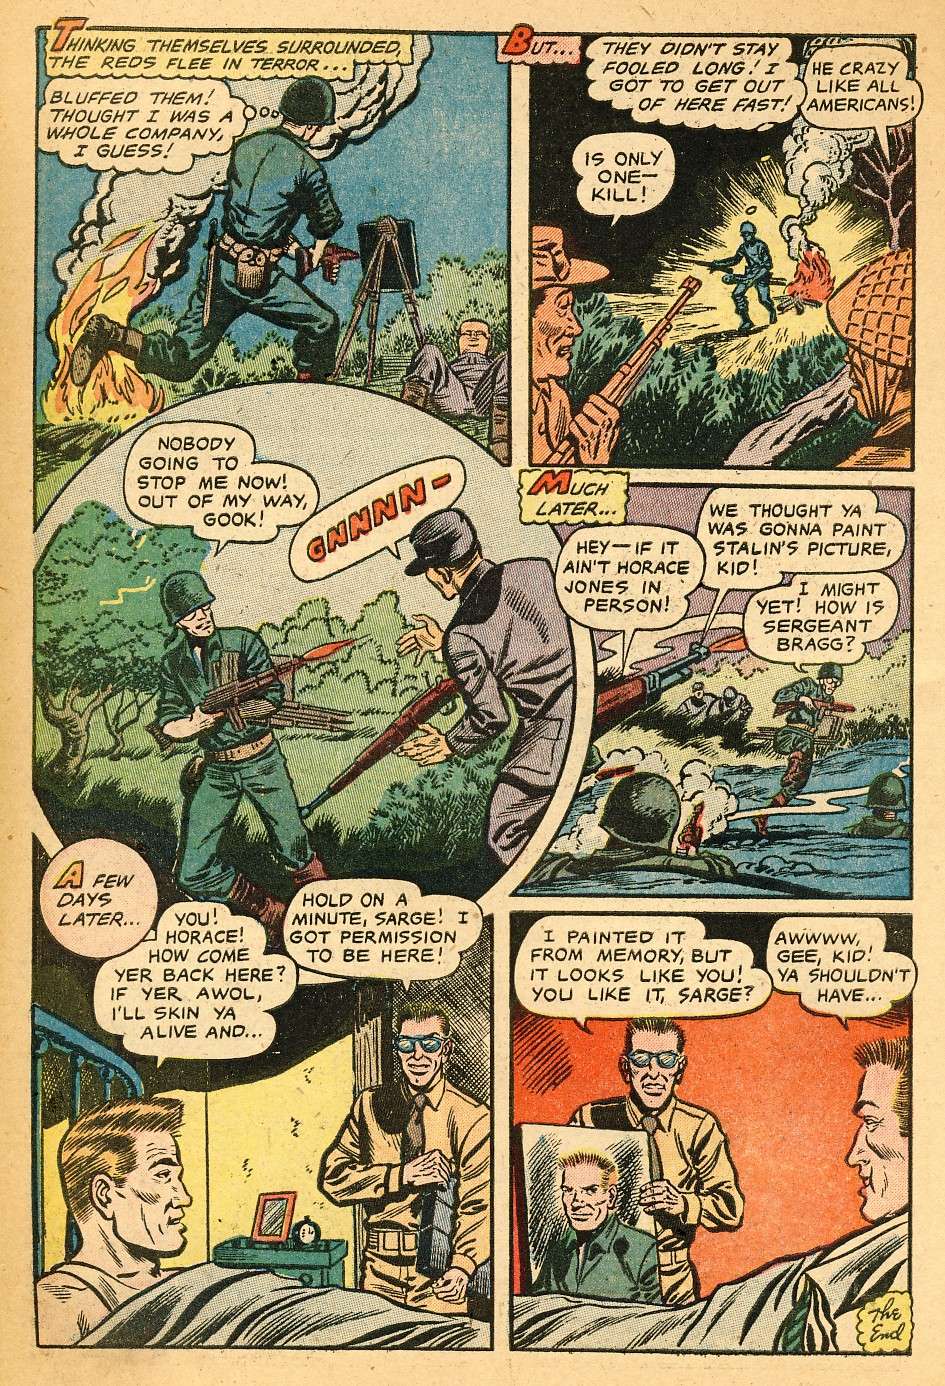 THINKING THEMSELVES SURROUNDED,
THE REDS FLEE IN TERROR...
BLUFFED THEM!
THOUGHT I WAS A
WHOLE COMPANY,
I GUESS!
BUT...
THEY DIDN'T STAY
FOOLED LONG! I
GOT TO GET OUT
OF HERE FAST!
HE CRAZY
LIKE ALL
AMERICANS!
IS ONLY
ONE—
KILL!
NOBODY
GOING TO
STOP ME NOW!
OUT OF MY WAY,
GOOK!
GNNNN-
MUCH
LATER...
HEY—IF IT
AIN'T HORACE
JONES IN
PERSON!
WE THOUGHT YA
WAS GONNA PAINT
STALIN'S PICTURE,
KID!
I MIGHT
YET! HOW IS
SERGEANT
BRAGG?
A FEW
DAYS
LATER...
YOU!
HORACE!
HOW COME
YER BACK HERE?
IF YER AWOL,
I'LL SKIN YA
ALIVE AND...
HOLD ON A
MINUTE, SARGE! I
GOT PERMISSION
TO BE HERE!
I PAINTED IT
FROM MEMORY, BUT
IT LOOKS LIKE YOU!
YOU LIKE IT, SARGE?
AWWWW,
GEE, KID!
YA SHOULDN'T
HAVE...
The
End